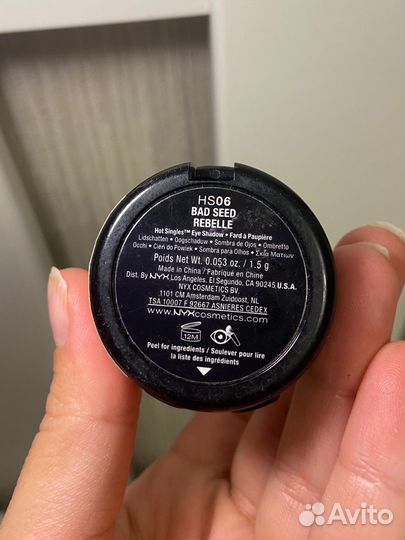 HS06
BAD SEED
REBELLE
Hot Singles™ Eye Shadow • Fard à Paupière
Lidschatten • Oogschaduw • Sombra de Ojos • Ombretto
Occhi • Cień do Powiek • Sombra para Olhos • Σκιά Ματιών
Poids Net Wt. 0.053 oz. / 1.5 g
Made in China / Fabriqué en Chine
Dist. By NYX Los Angeles, El Segundo, CA 90245 U.S.A.
NYX COSMETICS BV.
1101 CM Amsterdam Zuidoost, NL
TSA 10007 F 92667 ASNIERES CEDEX
www.NYXcosmetics.com
12M
Peel for ingredients / Soulever pour lire
la liste des ingrédients
Avito